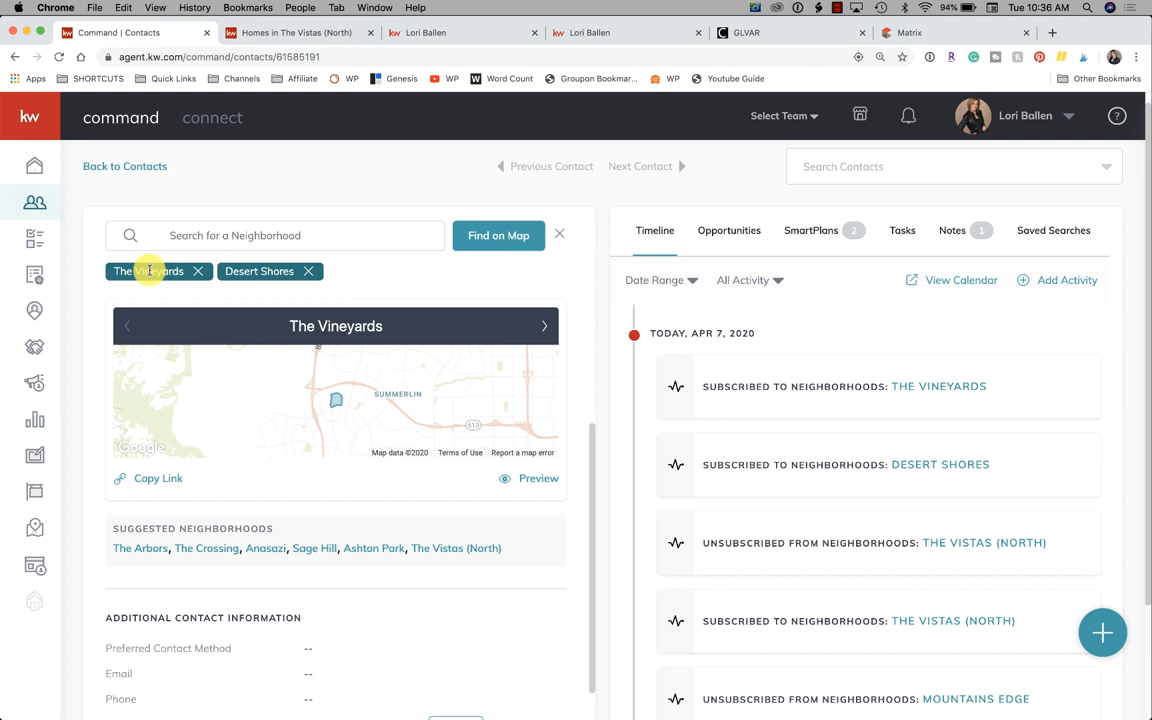 Chrome File Edit View History Bookmarks People Tab Window Help 94% Tue 10:36 AM
Command | Contacts Homes in The Vistas (North) Lori Ballen Lori Ballen GLVAR Matrix
agent.kw.com/command/contacts/61585191
Apps SHORTCUTS Quick Links Channels Affiliate WP Genesis WP Word Count Groupon Bookmar... WP Youtube Guide Other Bookmarks
kw command connect Select Team Lori Ballen ?
Back to Contacts Previous Contact Next Contact Search Contacts
Search for a Neighborhood Find on Map
The Vineyards Desert Shores
The Vineyards
SUMMERLIN
613
Google Map data ©2020 Terms of Use Report a map error
Copy Link Preview
SUGGESTED NEIGHBORHOODS
The Arbors, The Crossing, Anasazi, Sage Hill, Ashton Park, The Vistas (North)
ADDITIONAL CONTACT INFORMATION
Preferred Contact Method --
Email --
Phone --
Timeline Opportunities SmartPlans 2 Tasks Notes 1 Saved Searches
Date Range All Activity View Calendar Add Activity
TODAY, APR 7, 2020
SUBSCRIBED TO NEIGHBORHOODS: THE VINEYARDS
SUBSCRIBED TO NEIGHBORHOODS: DESERT SHORES
UNSUBSCRIBED FROM NEIGHBORHOODS: THE VISTAS (NORTH)
SUBSCRIBED TO NEIGHBORHOODS: THE VISTAS (NORTH)
UNSUBSCRIBED FROM NEIGHBORHOODS: MOUNTAINS EDGE